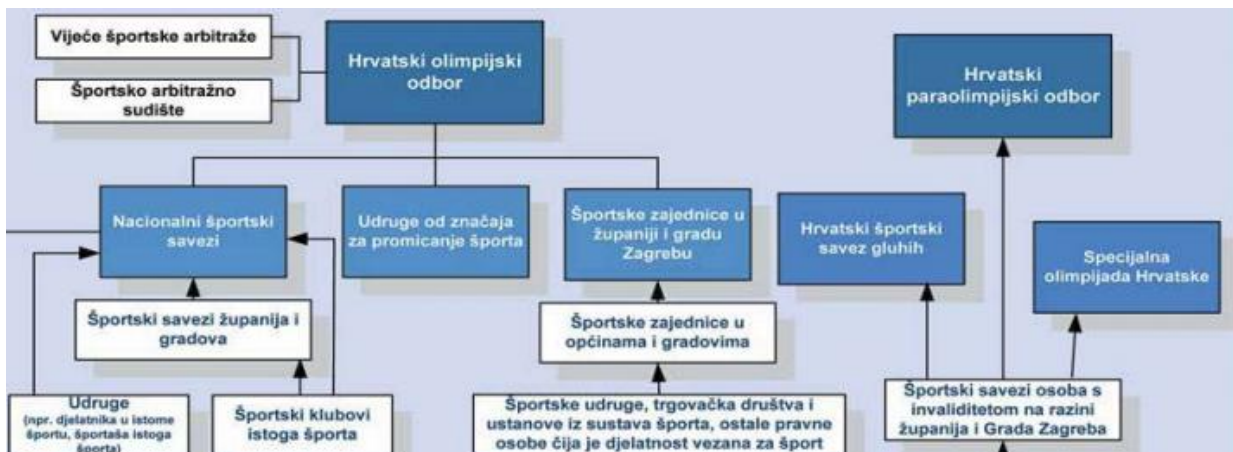 Vijeće športske arbitraže
Športsko arbitražno
sudište
Hrvatski olimpijski
odbor
Hrvatski
paraolimpijski odbor
Nacionalni športski
savezi
Udruge od značaja
za promicanje športa
Športske zajednice u
županiji i gradu
Zagrebu
Hrvatski športski
savez gluhih
Specijalna
olimpijada Hrvatske
Športski savezi županija i
gradova
Športske zajednice u
općinama i gradovima
Udruge
(npr. djelatnika u istome
športu, športaša istoga
športa)
Športski klubovi
istoga športa
Športske udruge, trgovačka društva i
ustanove iz sustava športa, ostale pravne
osobe čija je djelatnost vezana za šport
Športski savezi osoba s
invaliditetom na razini
županija i Grada Zagreba